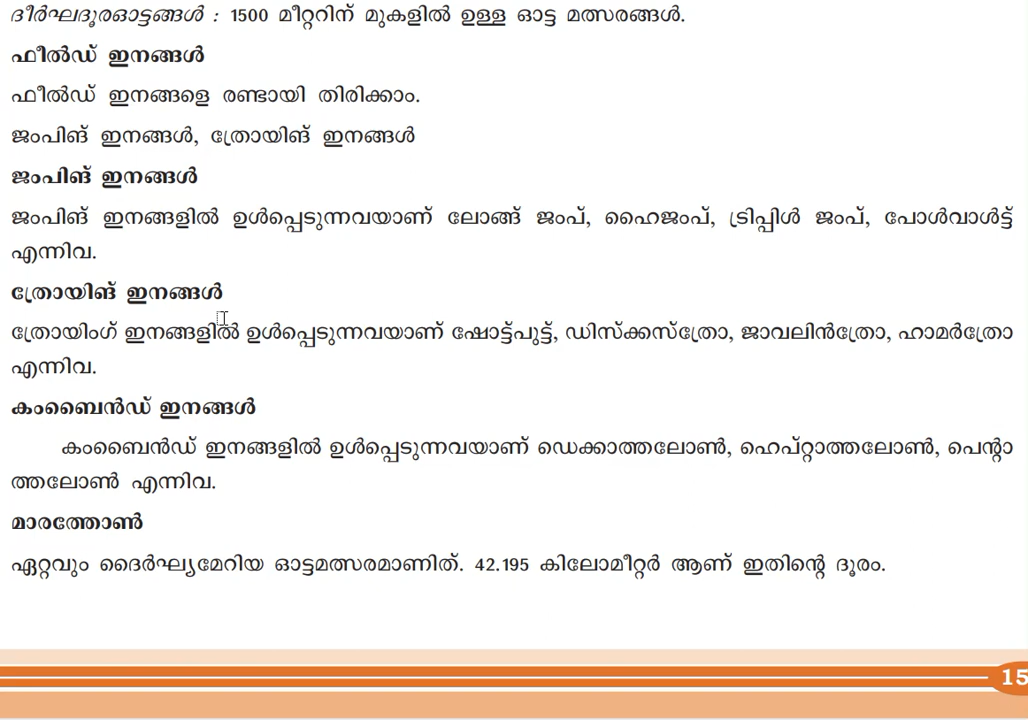 ദീർഘദൂരഓട്ടങ്ങൾ : 1500 മീറ്ററിന് മുകളിൽ ഉള്ള ഓട്ട മത്സരങ്ങൾ.
ഫീൽഡ് ഇനങ്ങൾ
ഫീൽഡ് ഇനങ്ങളെ രണ്ടായി തിരിക്കാം.
ജംപിങ് ഇനങ്ങൾ, ത്രോയിങ് ഇനങ്ങൾ
ജംപിങ് ഇനങ്ങൾ
ജംപിങ് ഇനങ്ങളിൽ ഉൾപ്പെടുന്നവയാണ് ലോങ്ങ് ജംപ്, ഹൈജംപ്, ട്രിപ്പിൾ ജംപ്, പോൾവാൾട്ട്
എന്നിവ.
ത്രോയിങ് ഇനങ്ങൾ
ത്രോയിംഗ് ഇനങ്ങളിൽ ഉൾപ്പെടുന്നവയാണ് ഷോട്ട്പുട്ട്, ഡിസ്ക്കസ്ത്രോ, ജാവലിൻത്രോ, ഹാമർത്രോ
എന്നിവ.
കംബൈൻഡ് ഇനങ്ങൾ
കംബൈൻഡ് ഇനങ്ങളിൽ ഉൾപ്പെടുന്നവയാണ് ഡെക്കാത്തലോൺ, ഹെപ്റ്റാത്തലോൺ, പെന്റാ
ത്തലോൺ എന്നിവ.
മാരത്തോൺ
ഏറ്റവും ദൈർഘ്യമേറിയ ഓട്ടമത്സരമാണിത്. 42.195 കിലോമീറ്റർ ആണ് ഇതിന്റെ ദൂരം.
15